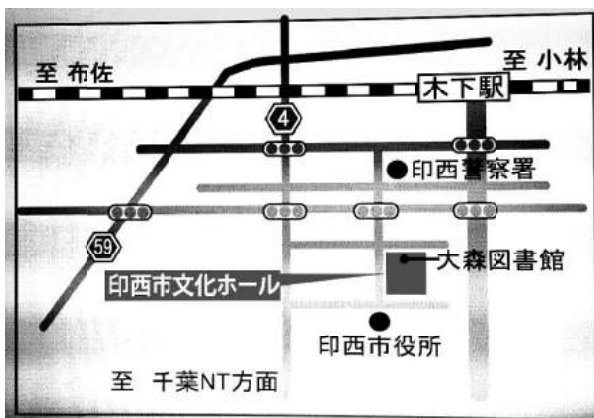 至 布佐
至 小林
木下駅
4
印西警察署
59
大森図書館
印西市文化ホール
印西市役所
至 千葉NT方面